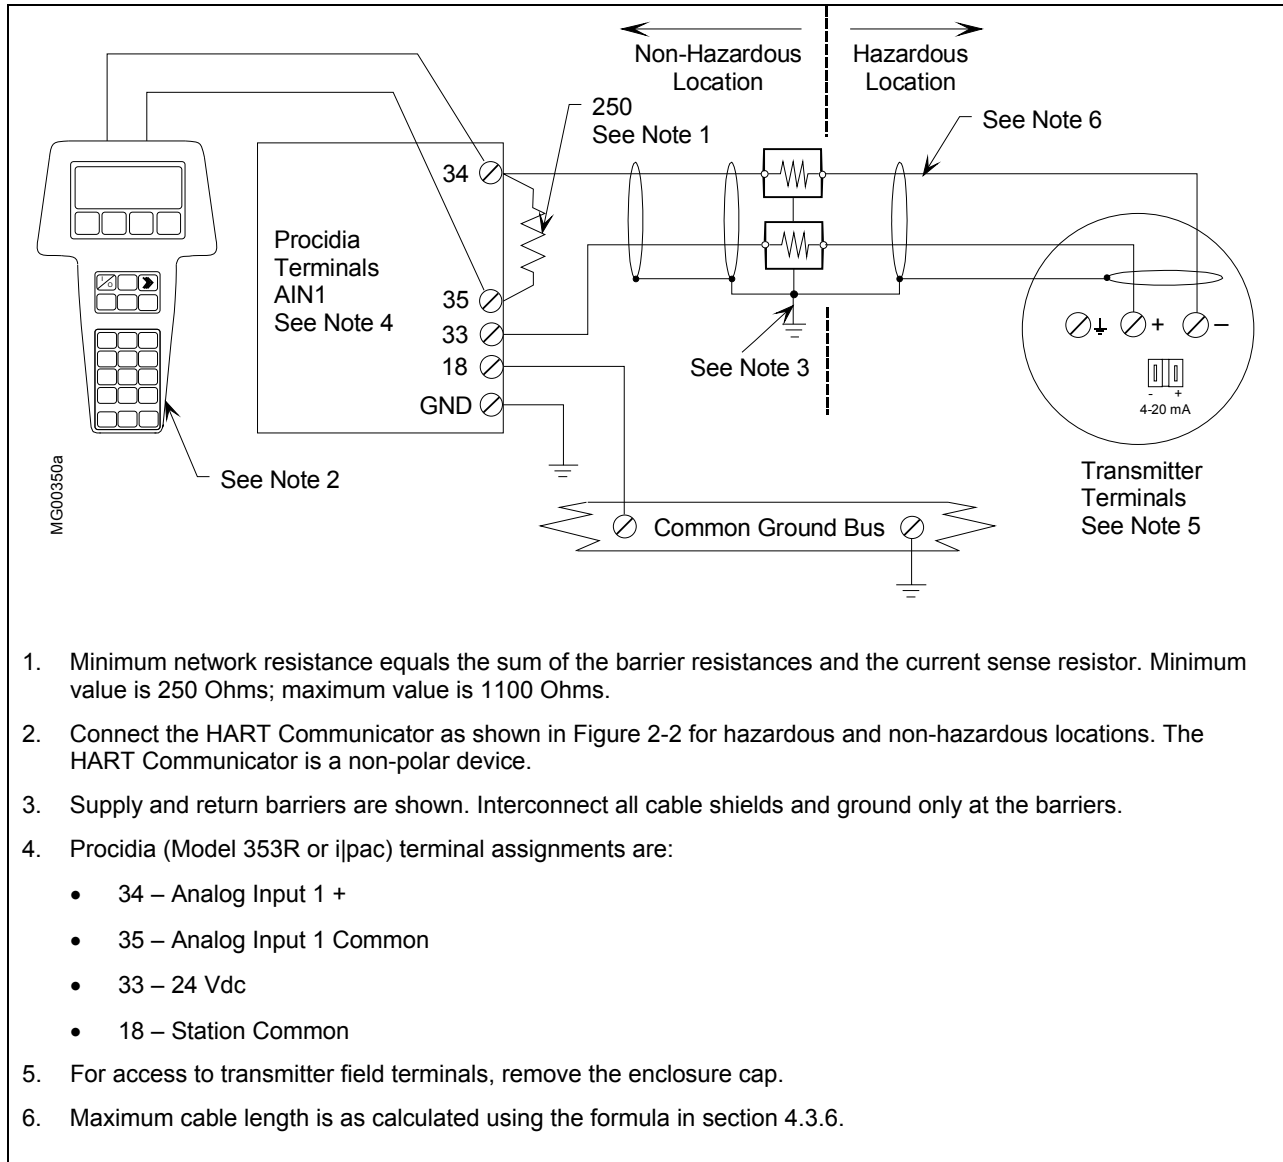 Non-Hazardous
Location
Hazardous
Location
250
See Note 1
See Note 6
34
Procidia
Terminals
AIN1
See Note 4
35
33
18
GND
See Note 3
+
–
- +
4-20 mA
See Note 2
MG00350a
Transmitter
Terminals
See Note 5
Common Ground Bus
1. Minimum network resistance equals the sum of the barrier resistances and the current sense resistor. Minimum
value is 250 Ohms; maximum value is 1100 Ohms.
2. Connect the HART Communicator as shown in Figure 2-2 for hazardous and non-hazardous locations. The
HART Communicator is a non-polar device.
3. Supply and return barriers are shown. Interconnect all cable shields and ground only at the barriers.
4. Procidia (Model 353R or i|pac) terminal assignments are:
• 34 – Analog Input 1 +
• 35 – Analog Input 1 Common
• 33 – 24 Vdc
• 18 – Station Common
5. For access to transmitter field terminals, remove the enclosure cap.
6. Maximum cable length is as calculated using the formula in section 4.3.6.